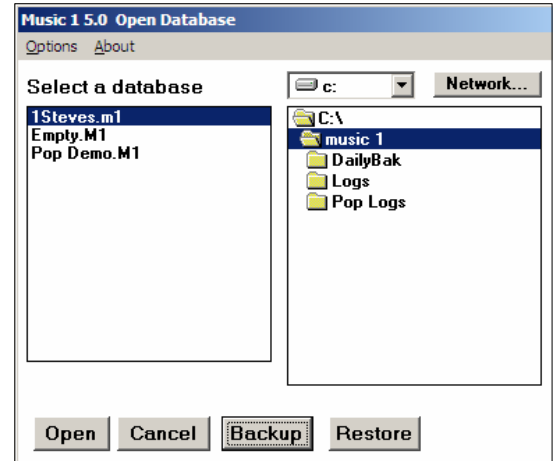 Music 1 5.0  Open Database
Options  About
Select a database
c:
Network...
1Steves.m1
Empty.M1
Pop Demo.M1
C:\
music 1
DailyBak
Logs
Pop Logs
Open
Cancel
Backup
Restore